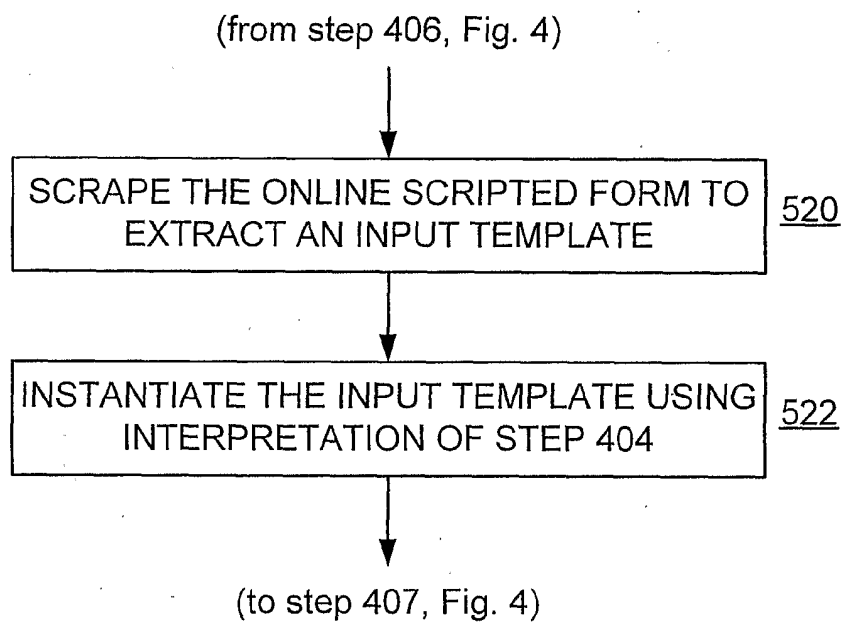 (from step 406, Fig. 4)
SCRAPE THE ONLINE SCRIPTED FORM TO
EXTRACT AN INPUT TEMPLATE
520
INSTANTIATE THE INPUT TEMPLATE USING
INTERPRETATION OF STEP 404
522
(to step 407, Fig. 4)